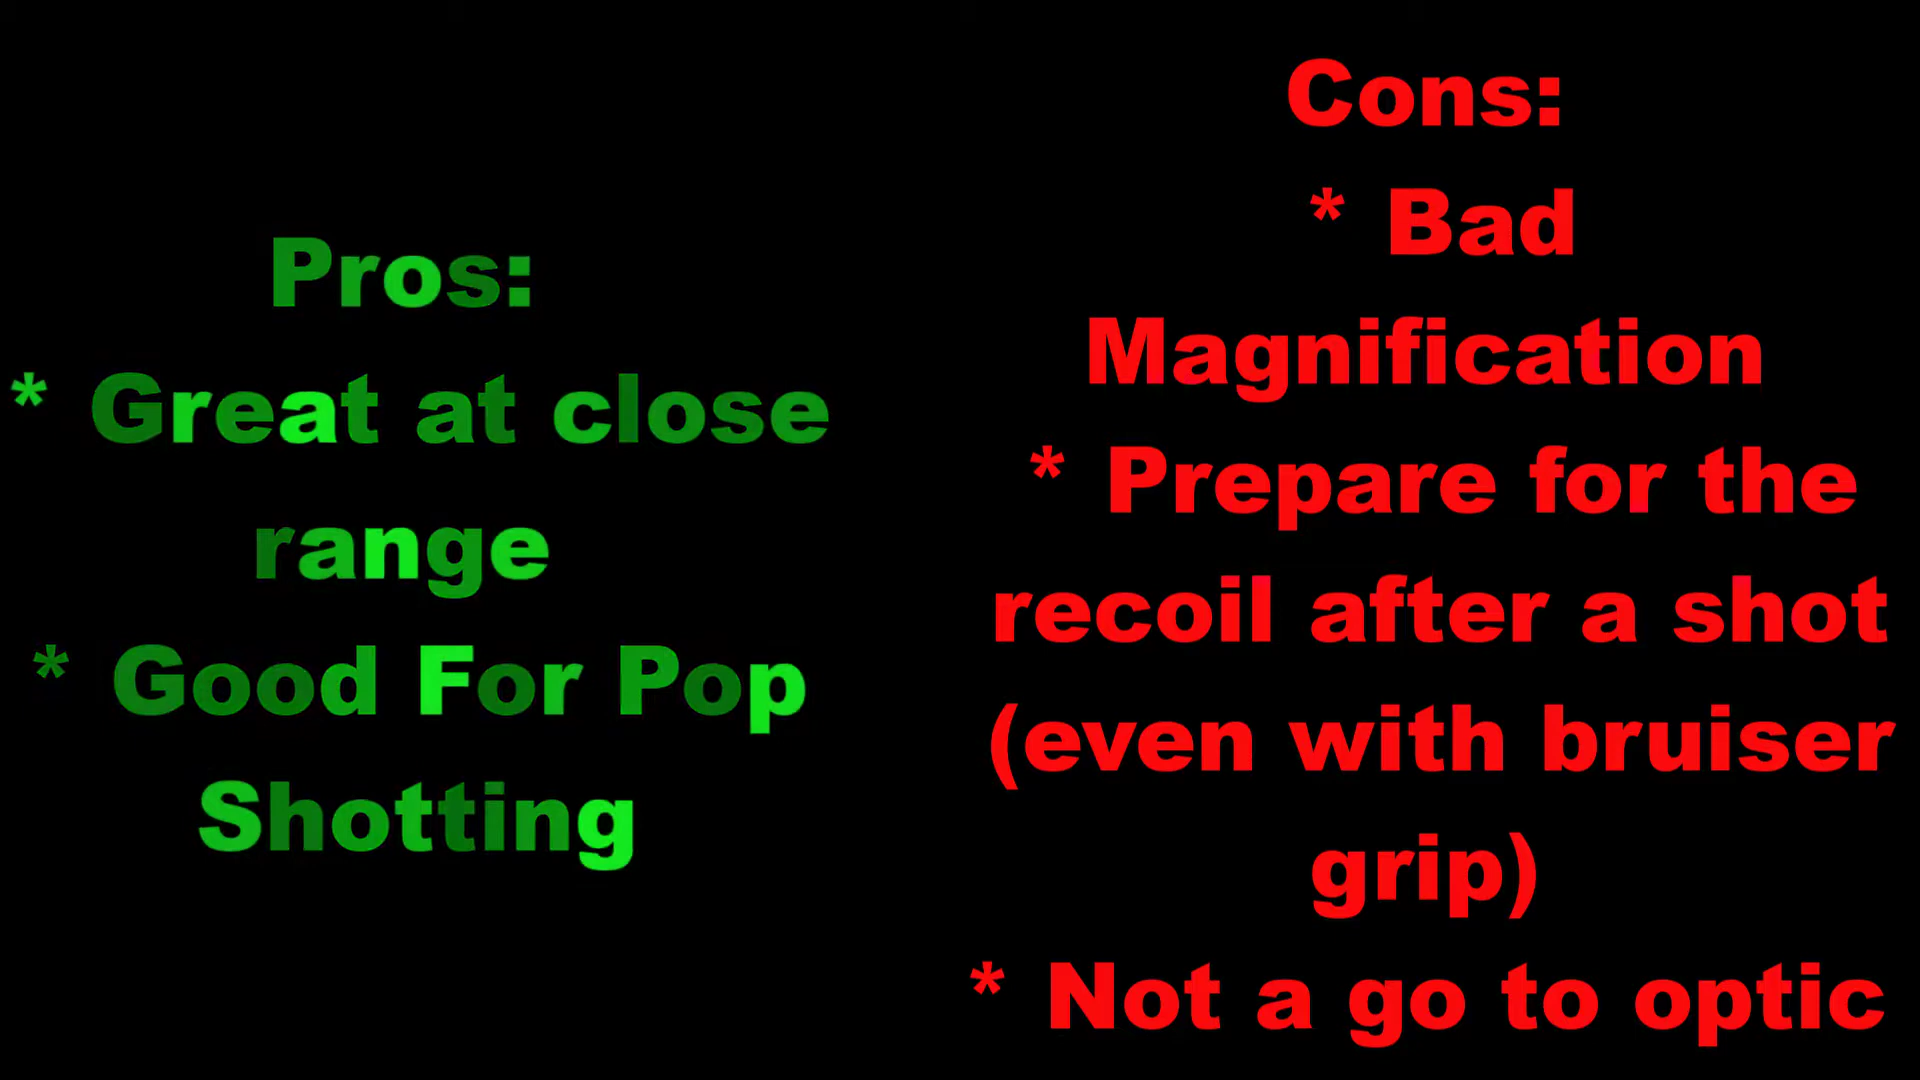 Pros:
* Great at close
range
* Good For Pop
Shotting
Cons:
* Bad
Magnification
* Prepare for the
recoil after a shot
(even with bruiser
grip)
* Not a go to optic